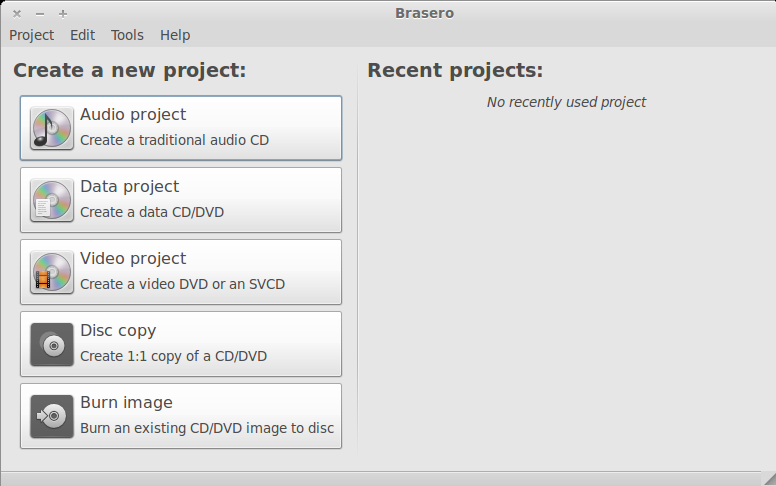 Brasero
Project Edit Tools Help
Create a new project:
Audio project
Create a traditional audio CD
Data project
Create a data CD/DVD
Video project
Create a video DVD or an SVCD
Disc copy
Create 1:1 copy of a CD/DVD
Burn image
Burn an existing CD/DVD image to disc
Recent projects:
No recently used project